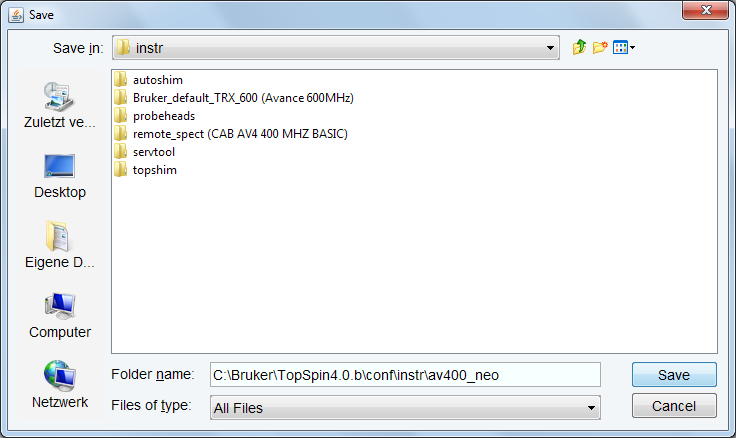 Save
Save in: instr
autoshim
Bruker_default_TRX_600 (Avance 600MHz)
probeheads
remote_spect (CAB AV4 400 MHZ BASIC)
servtool
topshim
Zuletzt ve...
Desktop
Eigene D...
Computer
Netzwerk
Folder name: C:\Bruker\TopSpin4.0.b\conf\instr\av400_neo
Save
Files of type: All Files
Cancel